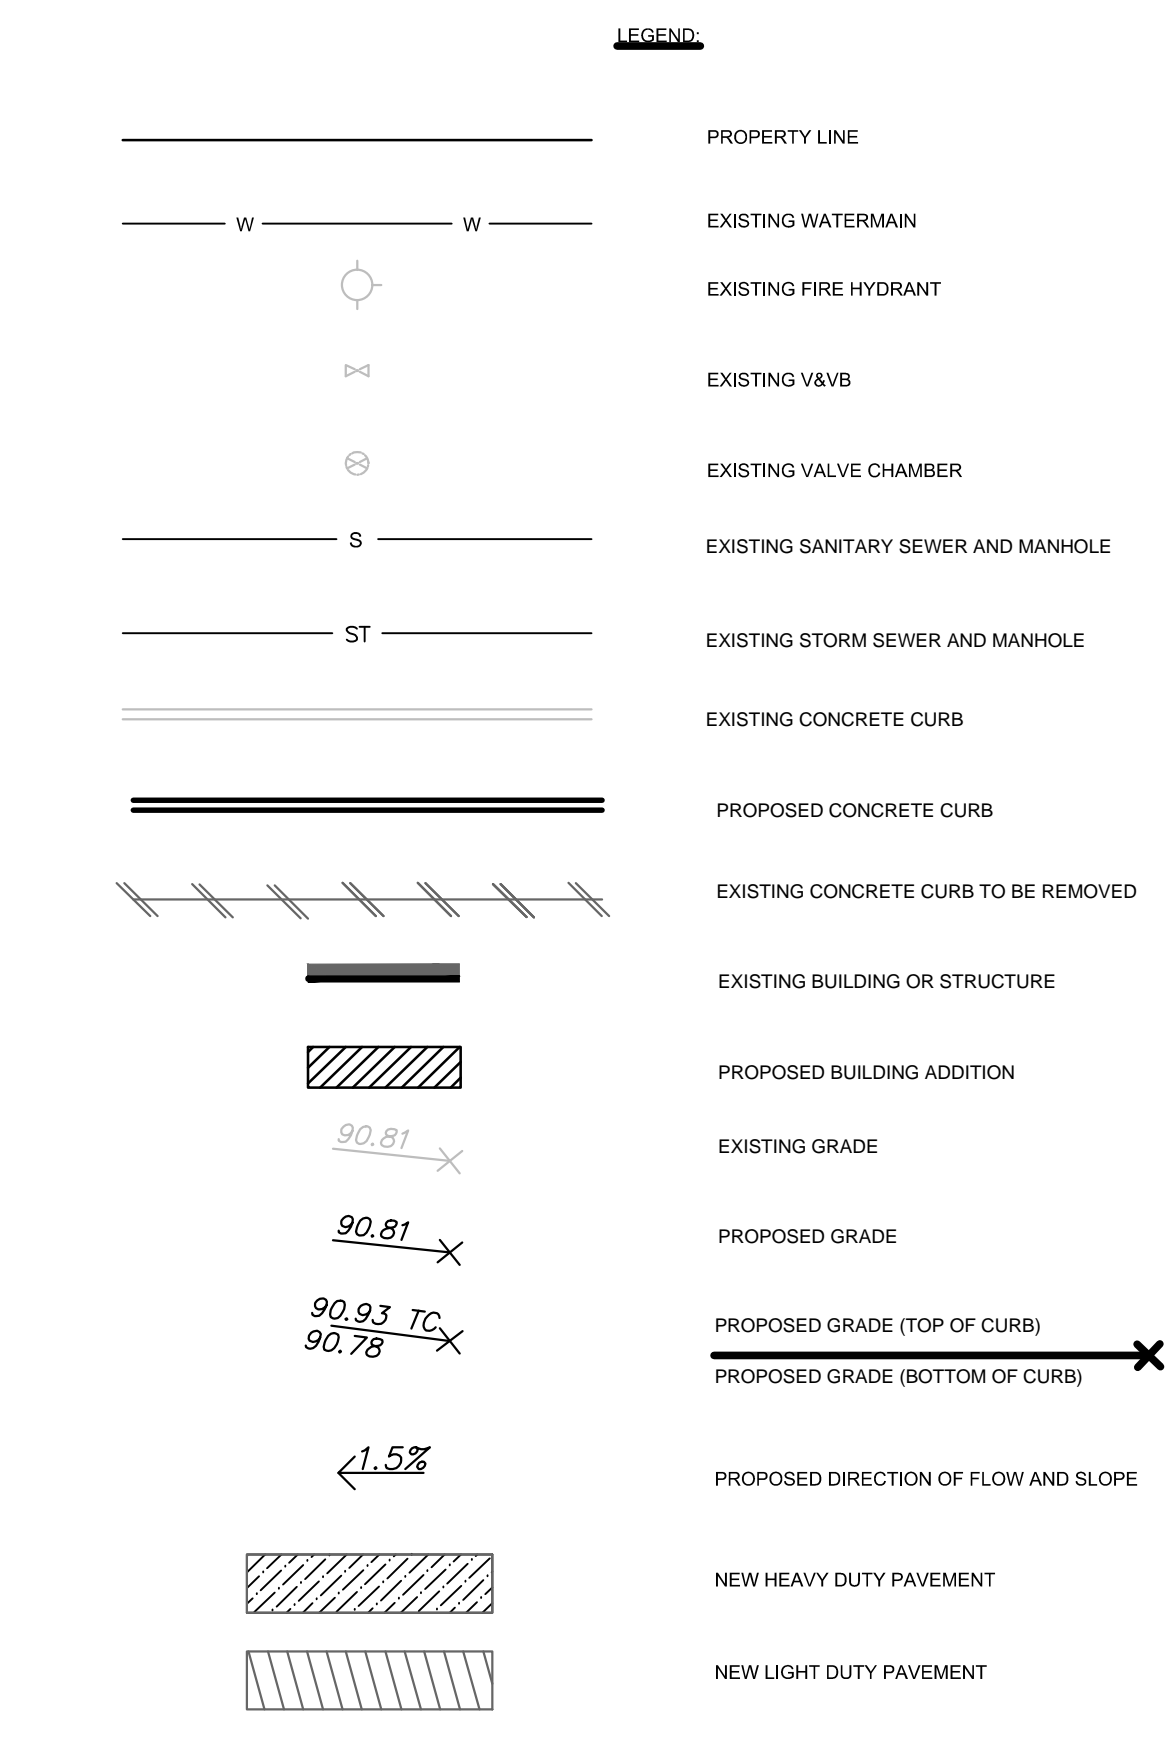 LEGEND:
PROPERTY LINE
W W
EXISTING WATERMAIN
EXISTING FIRE HYDRANT
EXISTING V&VB
EXISTING VALVE CHAMBER
S
EXISTING SANITARY SEWER AND MANHOLE
ST
EXISTING STORM SEWER AND MANHOLE
EXISTING CONCRETE CURB
PROPOSED CONCRETE CURB
EXISTING CONCRETE CURB TO BE REMOVED
EXISTING BUILDING OR STRUCTURE
PROPOSED BUILDING ADDITION
90.81
EXISTING GRADE
90.81
PROPOSED GRADE
90.93 TC
90.78
PROPOSED GRADE (TOP OF CURB)
PROPOSED GRADE (BOTTOM OF CURB)
1.5%
PROPOSED DIRECTION OF FLOW AND SLOPE
NEW HEAVY DUTY PAVEMENT
NEW LIGHT DUTY PAVEMENT